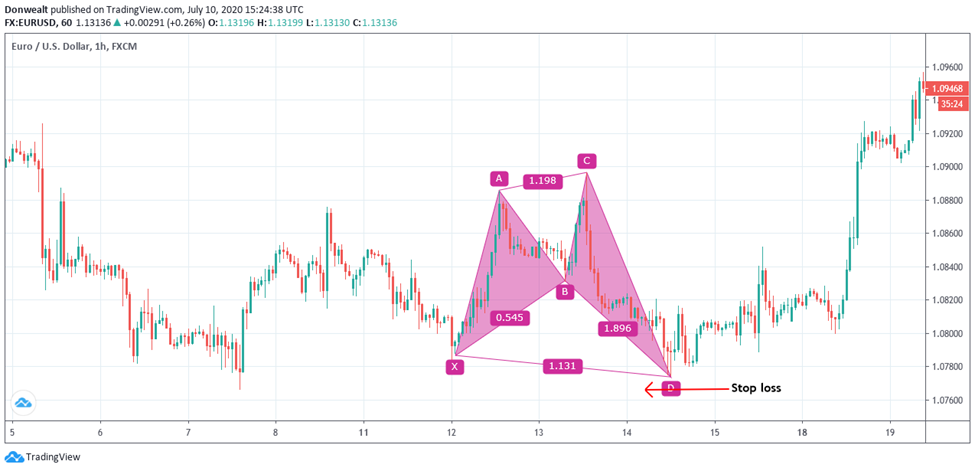 Donwealt published on TradingView.com, July 10, 2020 15:24:38 UTC
FX:EURUSD, 60 1.13136 ▲ +0.00291 (+0.26%) O:1.13196 H:1.13199 L:1.13130 C:1.13136
Euro / U.S. Dollar, 1h, FXCM
1.09600
1.09468
35:24
1.09200
1.09000
1.08800
1.08600
1.08400
1.08200
1.08000
1.07800
1.07600
A
1.198
C
B
0.545
1.896
X
1.131
D
Stop loss
5 6 7 8 9 10 11 12 13 14 15 18 19
TradingView